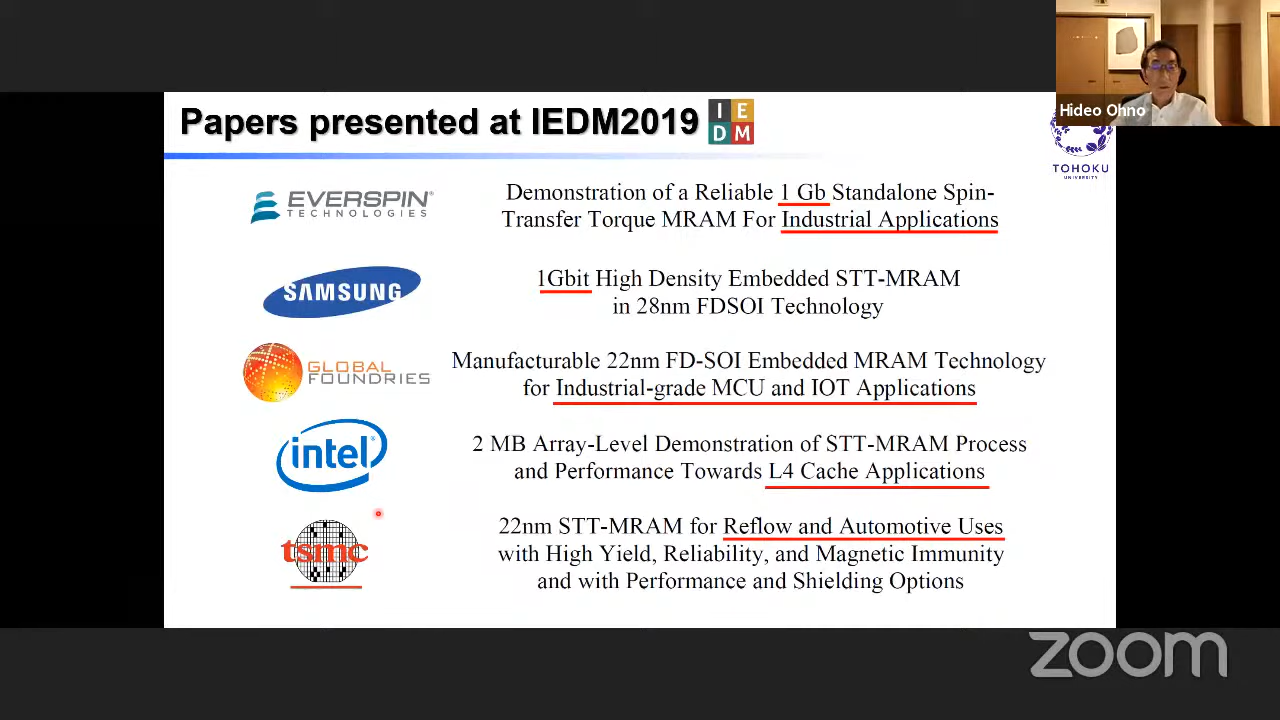 Papers presented at IEDM2019
I E
D M
Hideo Ohno
TOHOKU
UNIVERSITY
EVERSPIN®
TECHNOLOGIES
Demonstration of a Reliable 1 Gb Standalone Spin-
Transfer Torque MRAM For Industrial Applications
SAMSUNG
1Gbit High Density Embedded STT-MRAM
in 28nm FDSOI Technology
GLOBAL
FOUNDRIES
Manufacturable 22nm FD-SOI Embedded MRAM Technology
for Industrial-grade MCU and IOT Applications
intel®
2 MB Array-Level Demonstration of STT-MRAM Process
and Performance Towards L4 Cache Applications
tsmc
22nm STT-MRAM for Reflow and Automotive Uses
with High Yield, Reliability, and Magnetic Immunity
and with Performance and Shielding Options
zoom